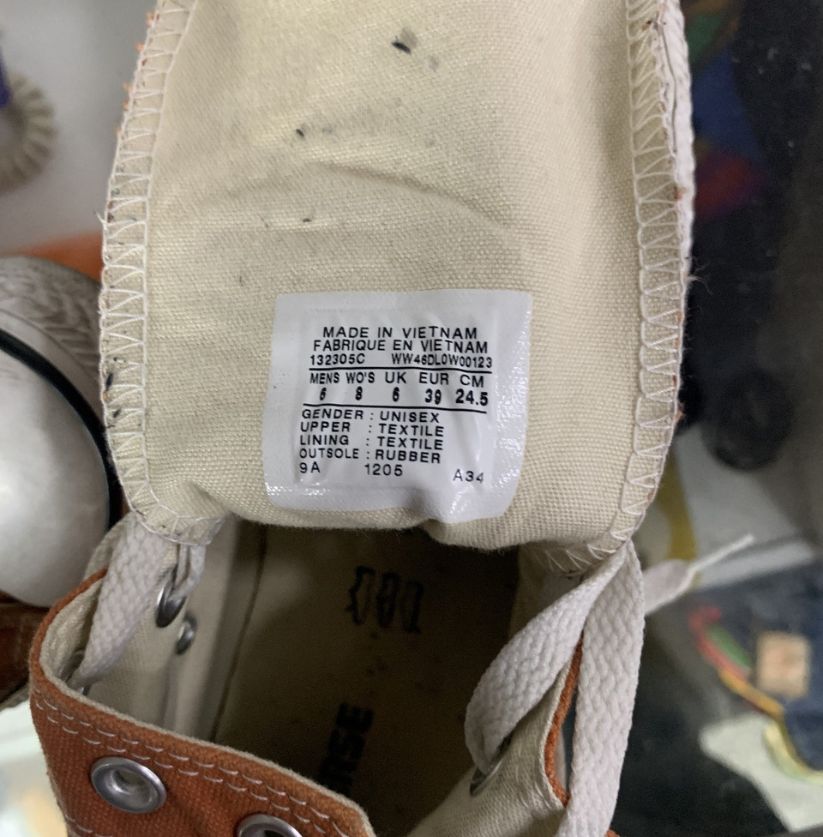 MADE IN VIETNAM
FABRIQUE EN VIETNAM
132305C WW46DL0W00123
MENS WO'S UK EUR CM
6 8 6 39 24.5
GENDER : UNISEX
UPPER : TEXTILE
LINING : TEXTILE
OUTSOLE : RUBBER
9A 1205 A34